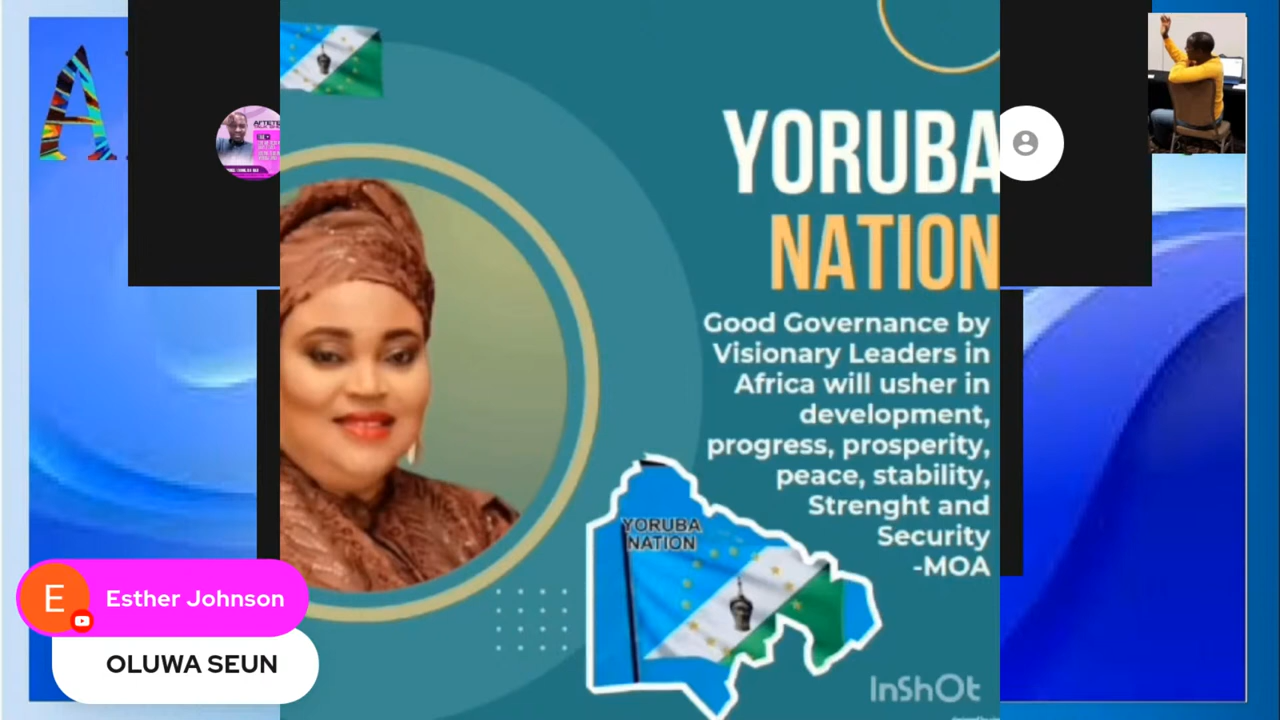 A
YORUBA
NATION
Good Governance by
Visionary Leaders in
Africa will usher in
development,
progress, prosperity,
peace, stability,
Strenght and
Security
-MOA
YORUBA
NATION
E
Esther Johnson
OLUWA SEUN
InShOt